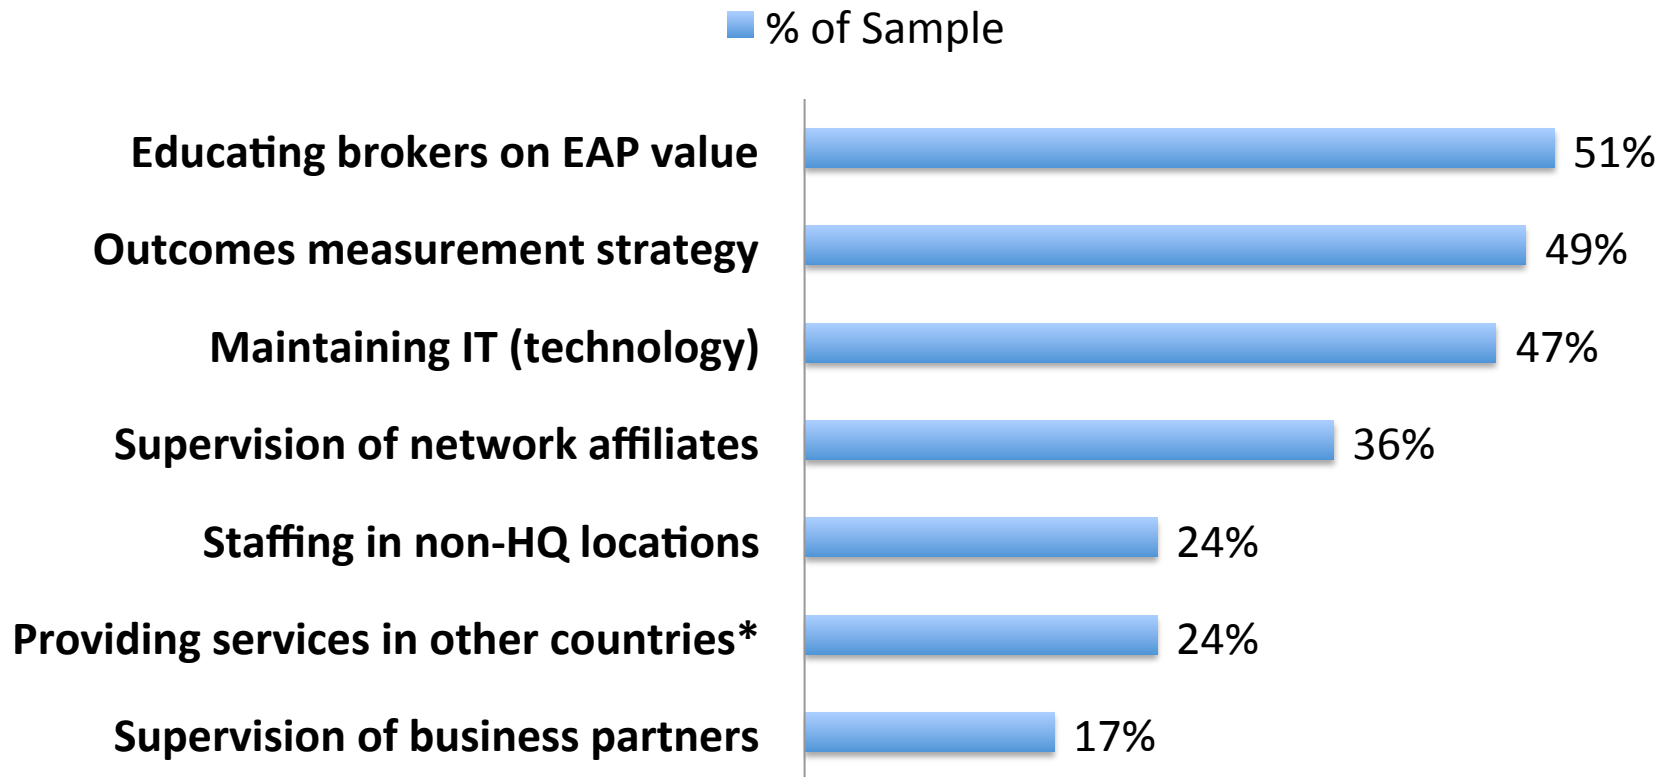 % of Sample
Educating brokers on EAP value 51%
Outcomes measurement strategy 49%
Maintaining IT (technology) 47%
Supervision of network affiliates 36%
Staffing in non-HQ locations 24%
Providing services in other countries* 24%
Supervision of business partners 17%